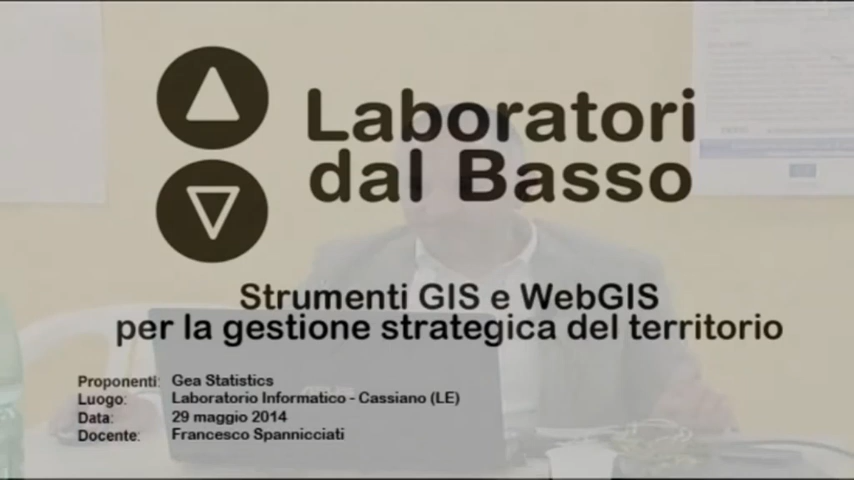 Laboratori
dal Basso
Strumenti GIS e WebGIS
per la gestione strategica del territorio
Proponenti: Gea Statistics
Luogo: Laboratorio Informatico - Cassiano (LE)
Data: 29 maggio 2014
Docente: Francesco Spannicciati